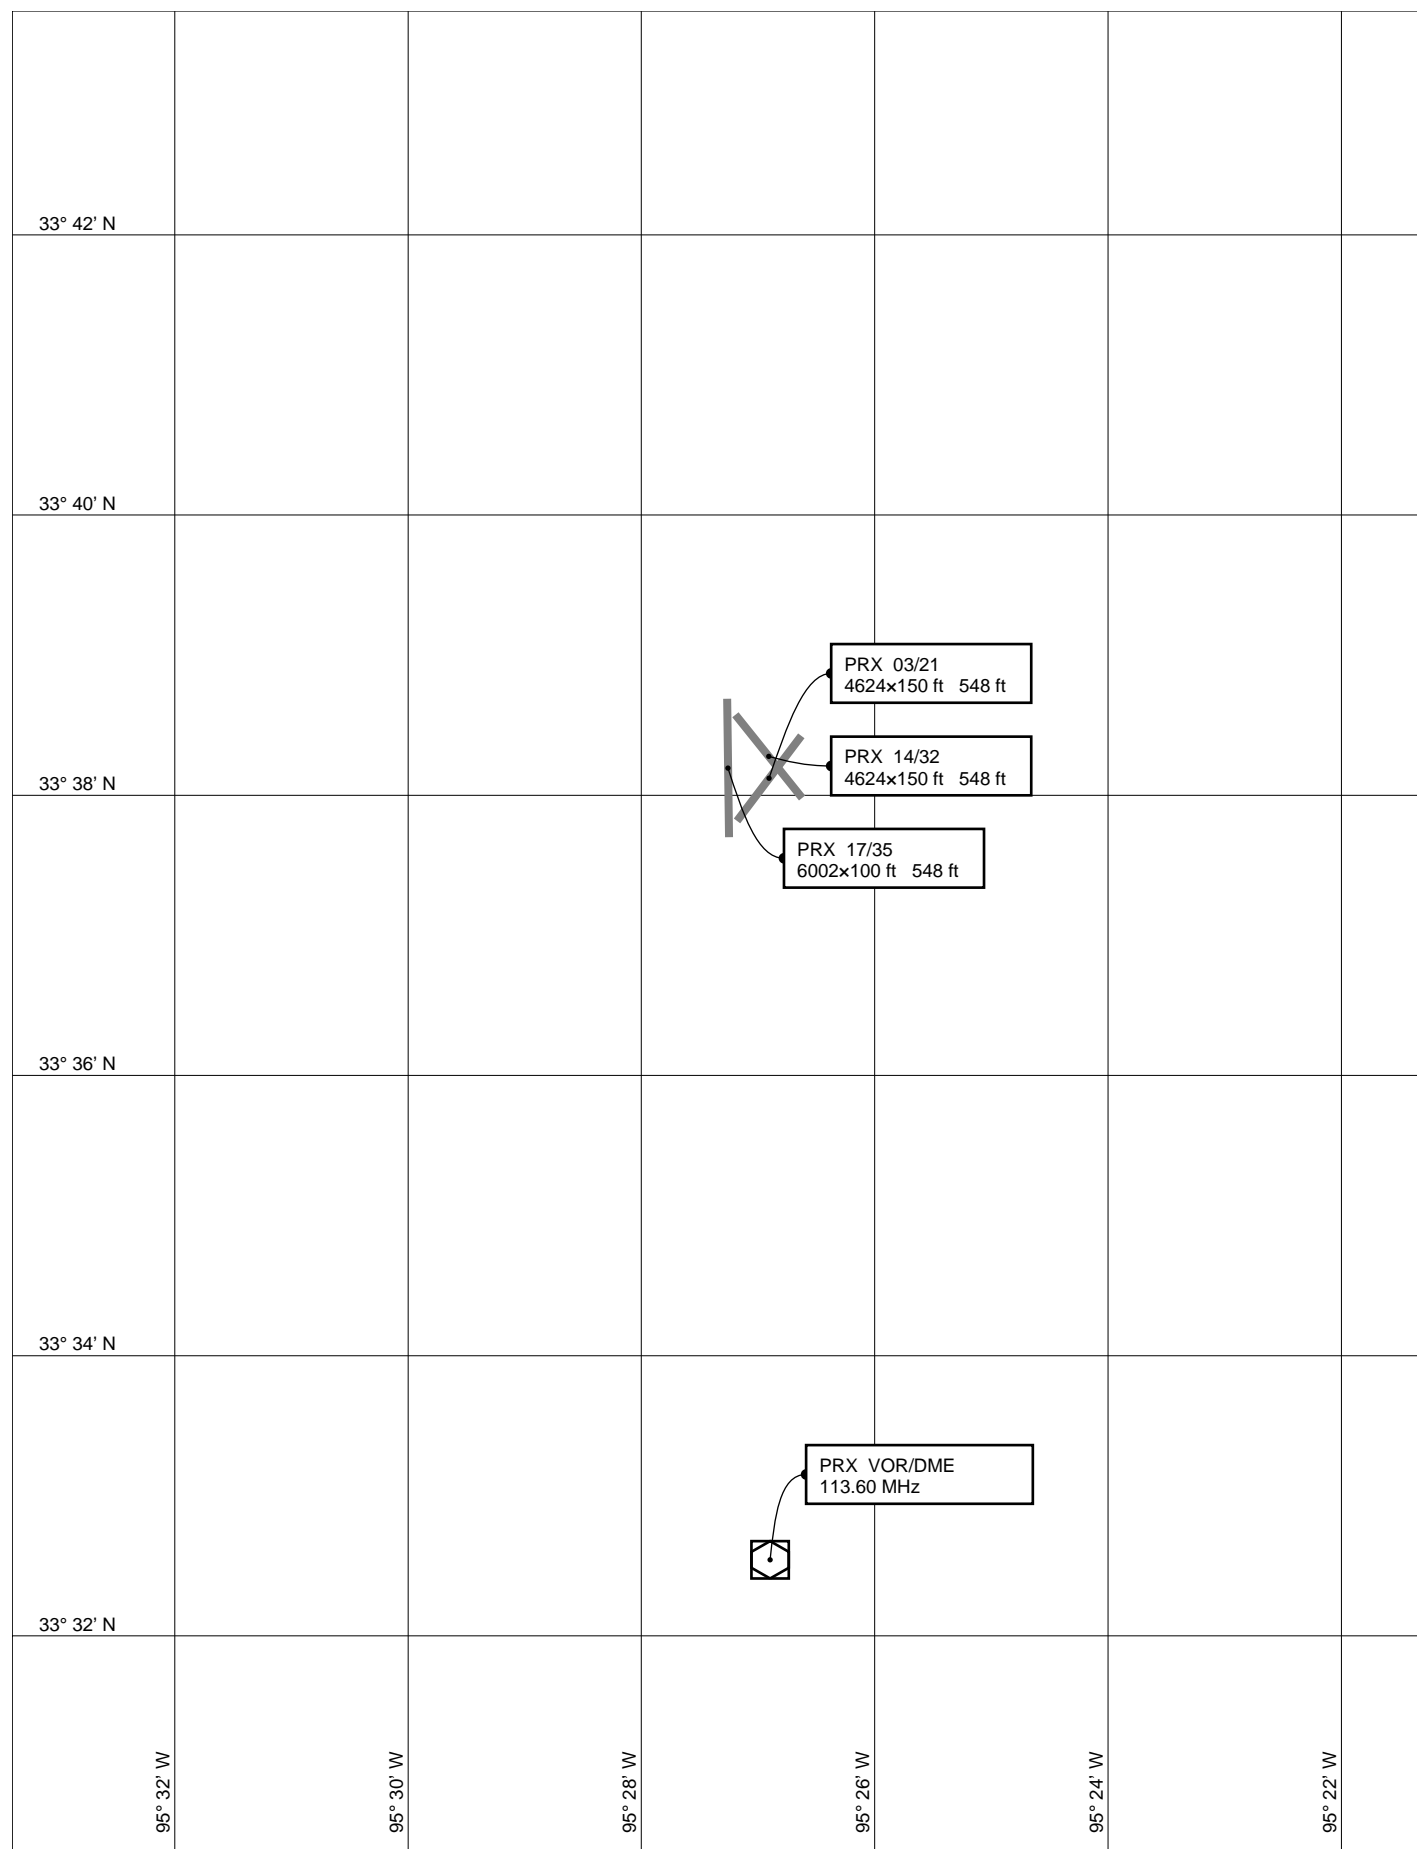 33° 42' N
33° 40' N
PRX 03/21
4624×150 ft 548 ft
PRX 14/32
4624×150 ft 548 ft
33° 38' N
PRX 17/35
6002×100 ft 548 ft
33° 36' N
33° 34' N
PRX VOR/DME
113.60 MHz
33° 32' N
95° 32' W
95° 30' W
95° 28' W
95° 26' W
95° 24' W
95° 22' W